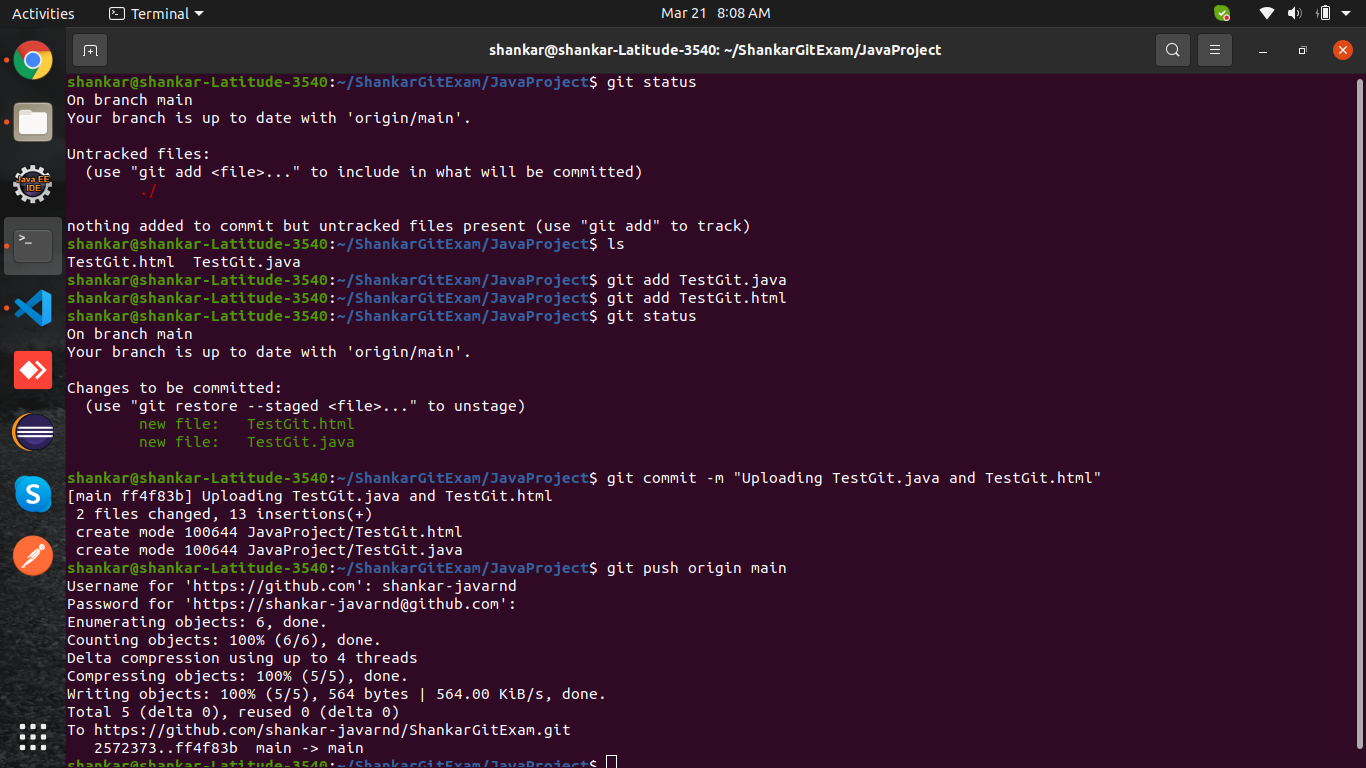 Activities
Terminal
Mar 21 8:08 AM
shankar@shankar-Latitude-3540: ~/ShankarGitExam/JavaProject
Java EE
IDE
shankar@shankar-Latitude-3540:~/ShankarGitExam/JavaProject$ git status
On branch main
Your branch is up to date with 'origin/main'.
Untracked files:
(use "git add <file>..." to include in what will be committed)
./
nothing added to commit but untracked files present (use "git add" to track)
shankar@shankar-Latitude-3540:~/ShankarGitExam/JavaProject$ ls
TestGit.html  TestGit.java
shankar@shankar-Latitude-3540:~/ShankarGitExam/JavaProject$ git add TestGit.java
shankar@shankar-Latitude-3540:~/ShankarGitExam/JavaProject$ git add TestGit.html
shankar@shankar-Latitude-3540:~/ShankarGitExam/JavaProject$ git status
On branch main
Your branch is up to date with 'origin/main'.
Changes to be committed:
(use "git restore --staged <file>..." to unstage)
new file:   TestGit.html
new file:   TestGit.java
shankar@shankar-Latitude-3540:~/ShankarGitExam/JavaProject$ git commit -m "Uploading TestGit.java and TestGit.html"
[main ff4f83b] Uploading TestGit.java and TestGit.html
2 files changed, 13 insertions(+)
create mode 100644 JavaProject/TestGit.html
create mode 100644 JavaProject/TestGit.java
shankar@shankar-Latitude-3540:~/ShankarGitExam/JavaProject$ git push origin main
Username for 'https://github.com': shankar-javarnd
Password for 'https://shankar-javarnd@github.com':
Enumerating objects: 6, done.
Counting objects: 100% (6/6), done.
Delta compression using up to 4 threads
Compressing objects: 100% (5/5), done.
Writing objects: 100% (5/5), 564 bytes | 564.00 KiB/s, done.
Total 5 (delta 0), reused 0 (delta 0)
To https://github.com/shankar-javarnd/ShankarGitExam.git
2572373..ff4f83b  main -> main
shankar@shankar-Latitude-3540:~/ShankarGitExam/JavaProject$